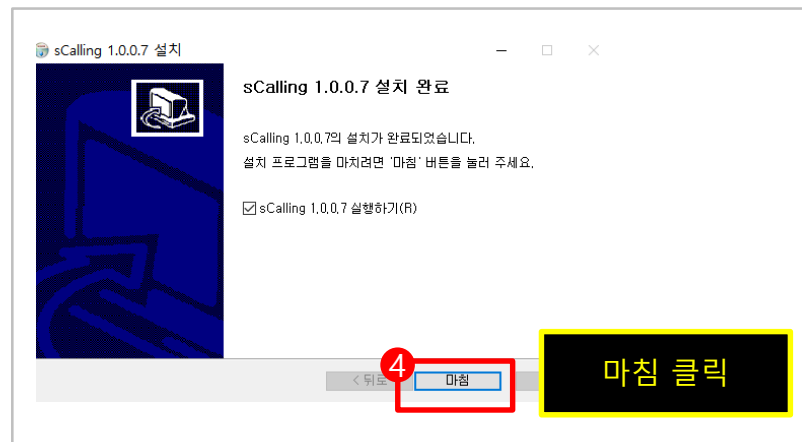 sCalling 1.0.0.7 설치
sCalling 1.0.0.7 설치 완료
sCalling 1.0.0.7의 설치가 완료되었습니다.
설치 프로그램을 마치려면 '마침' 버튼을 눌러 주세요.
sCalling 1.0.0.7 실행하기(R)
4
< 뒤로
마침
마침 클릭